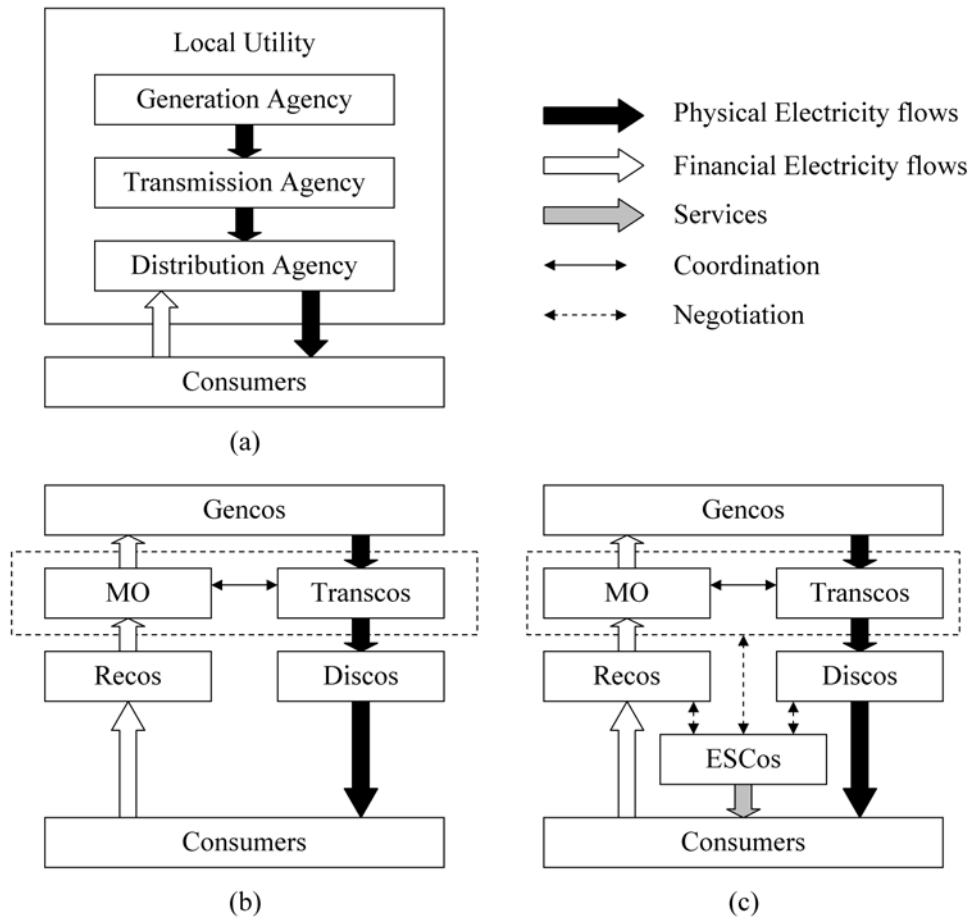 Local Utility
Generation Agency
Transmission Agency
Distribution Agency
Consumers
(a)
Physical Electricity flows
Financial Electricity flows
Services
Coordination
Negotiation
Gencos
MO
Transcos
Recos
Discos
Consumers
(b)
Gencos
MO
Transcos
Recos
Discos
ESCos
Consumers
(c)